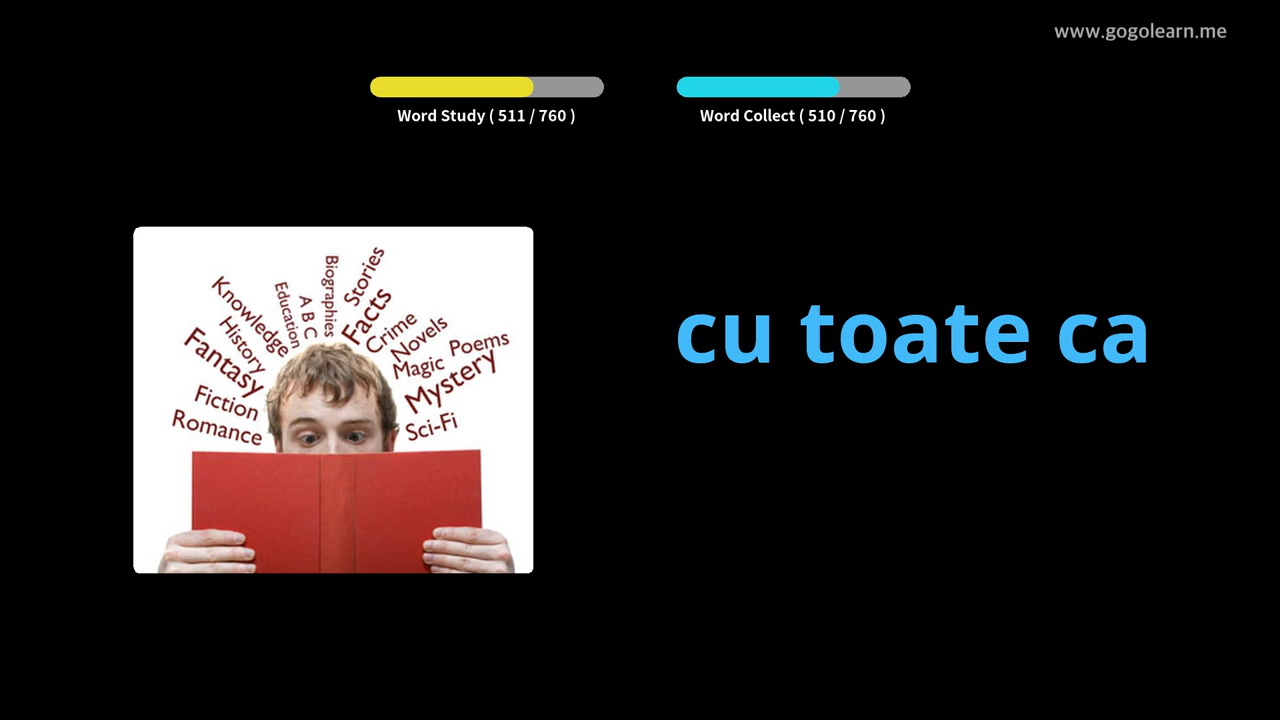 www.gogolearn.me
Word Study ( 511 / 760 )
Word Collect ( 510 / 760 )
cu toate ca
Knowledge
History
Fantasy
Fiction
Romance
Education
A B C
Biographies
Stories
Facts
Crime
Novels
Magic
Poems
Mystery
Sci-Fi